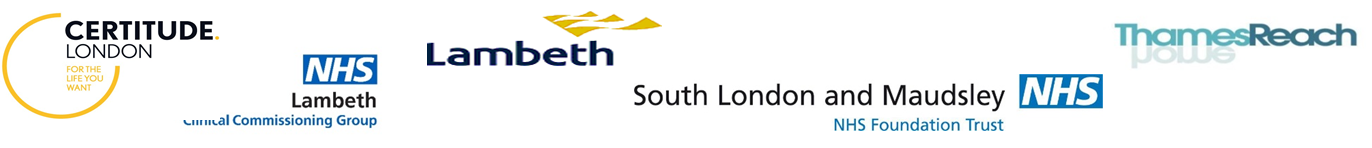 CERTITUDE.
LONDON
FOR THE
LIFE YOU
WANT
NHS
Lambeth
Clinical Commissioning Group
Lambeth
South London and Maudsley NHS
NHS Foundation Trust
ThamesReach